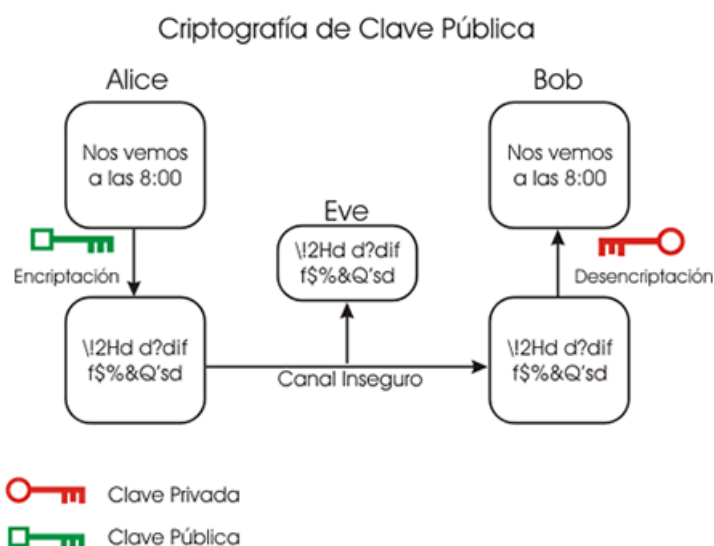 Criptografía de Clave Pública
Alice
Bob
Nos vemos
a las 8:00
Nos vemos
a las 8:00
Eve
\!2Hd d?dif
f$%&Q'sd
Encriptación
Desencriptación
\!2Hd d?dif
f$%&Q'sd
Canal Inseguro
\!2Hd d?dif
f$%&Q'sd
Clave Privada
Clave Pública